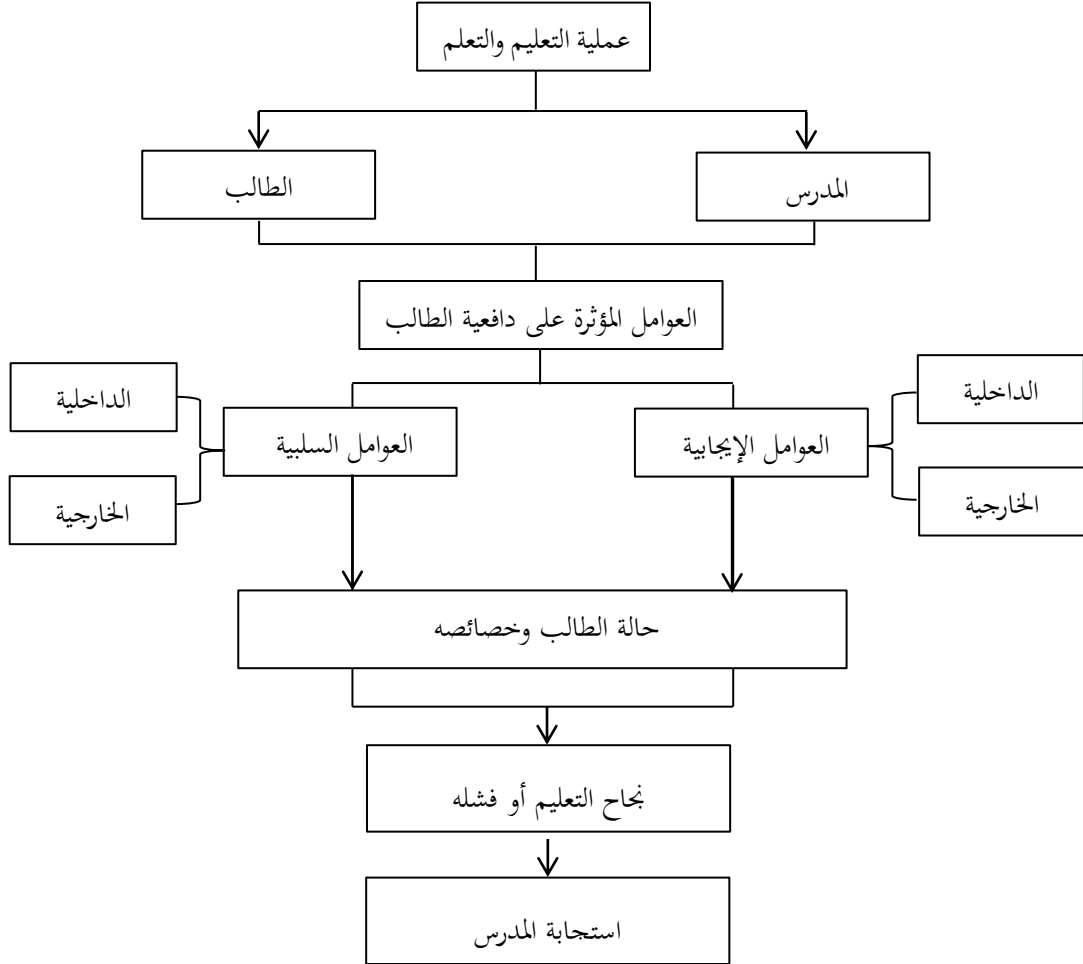 عملية التعليم والتعلم
المدرس
الطالب
العوامل المؤثرة على دافعية الطالب
الداخلية
الداخلية
العوامل الإيجابية
العوامل السلبية
الخارجية
الخارجية
حالة الطالب وخصائصه
نجاح التعليم أو فشله
استجابة المدرس